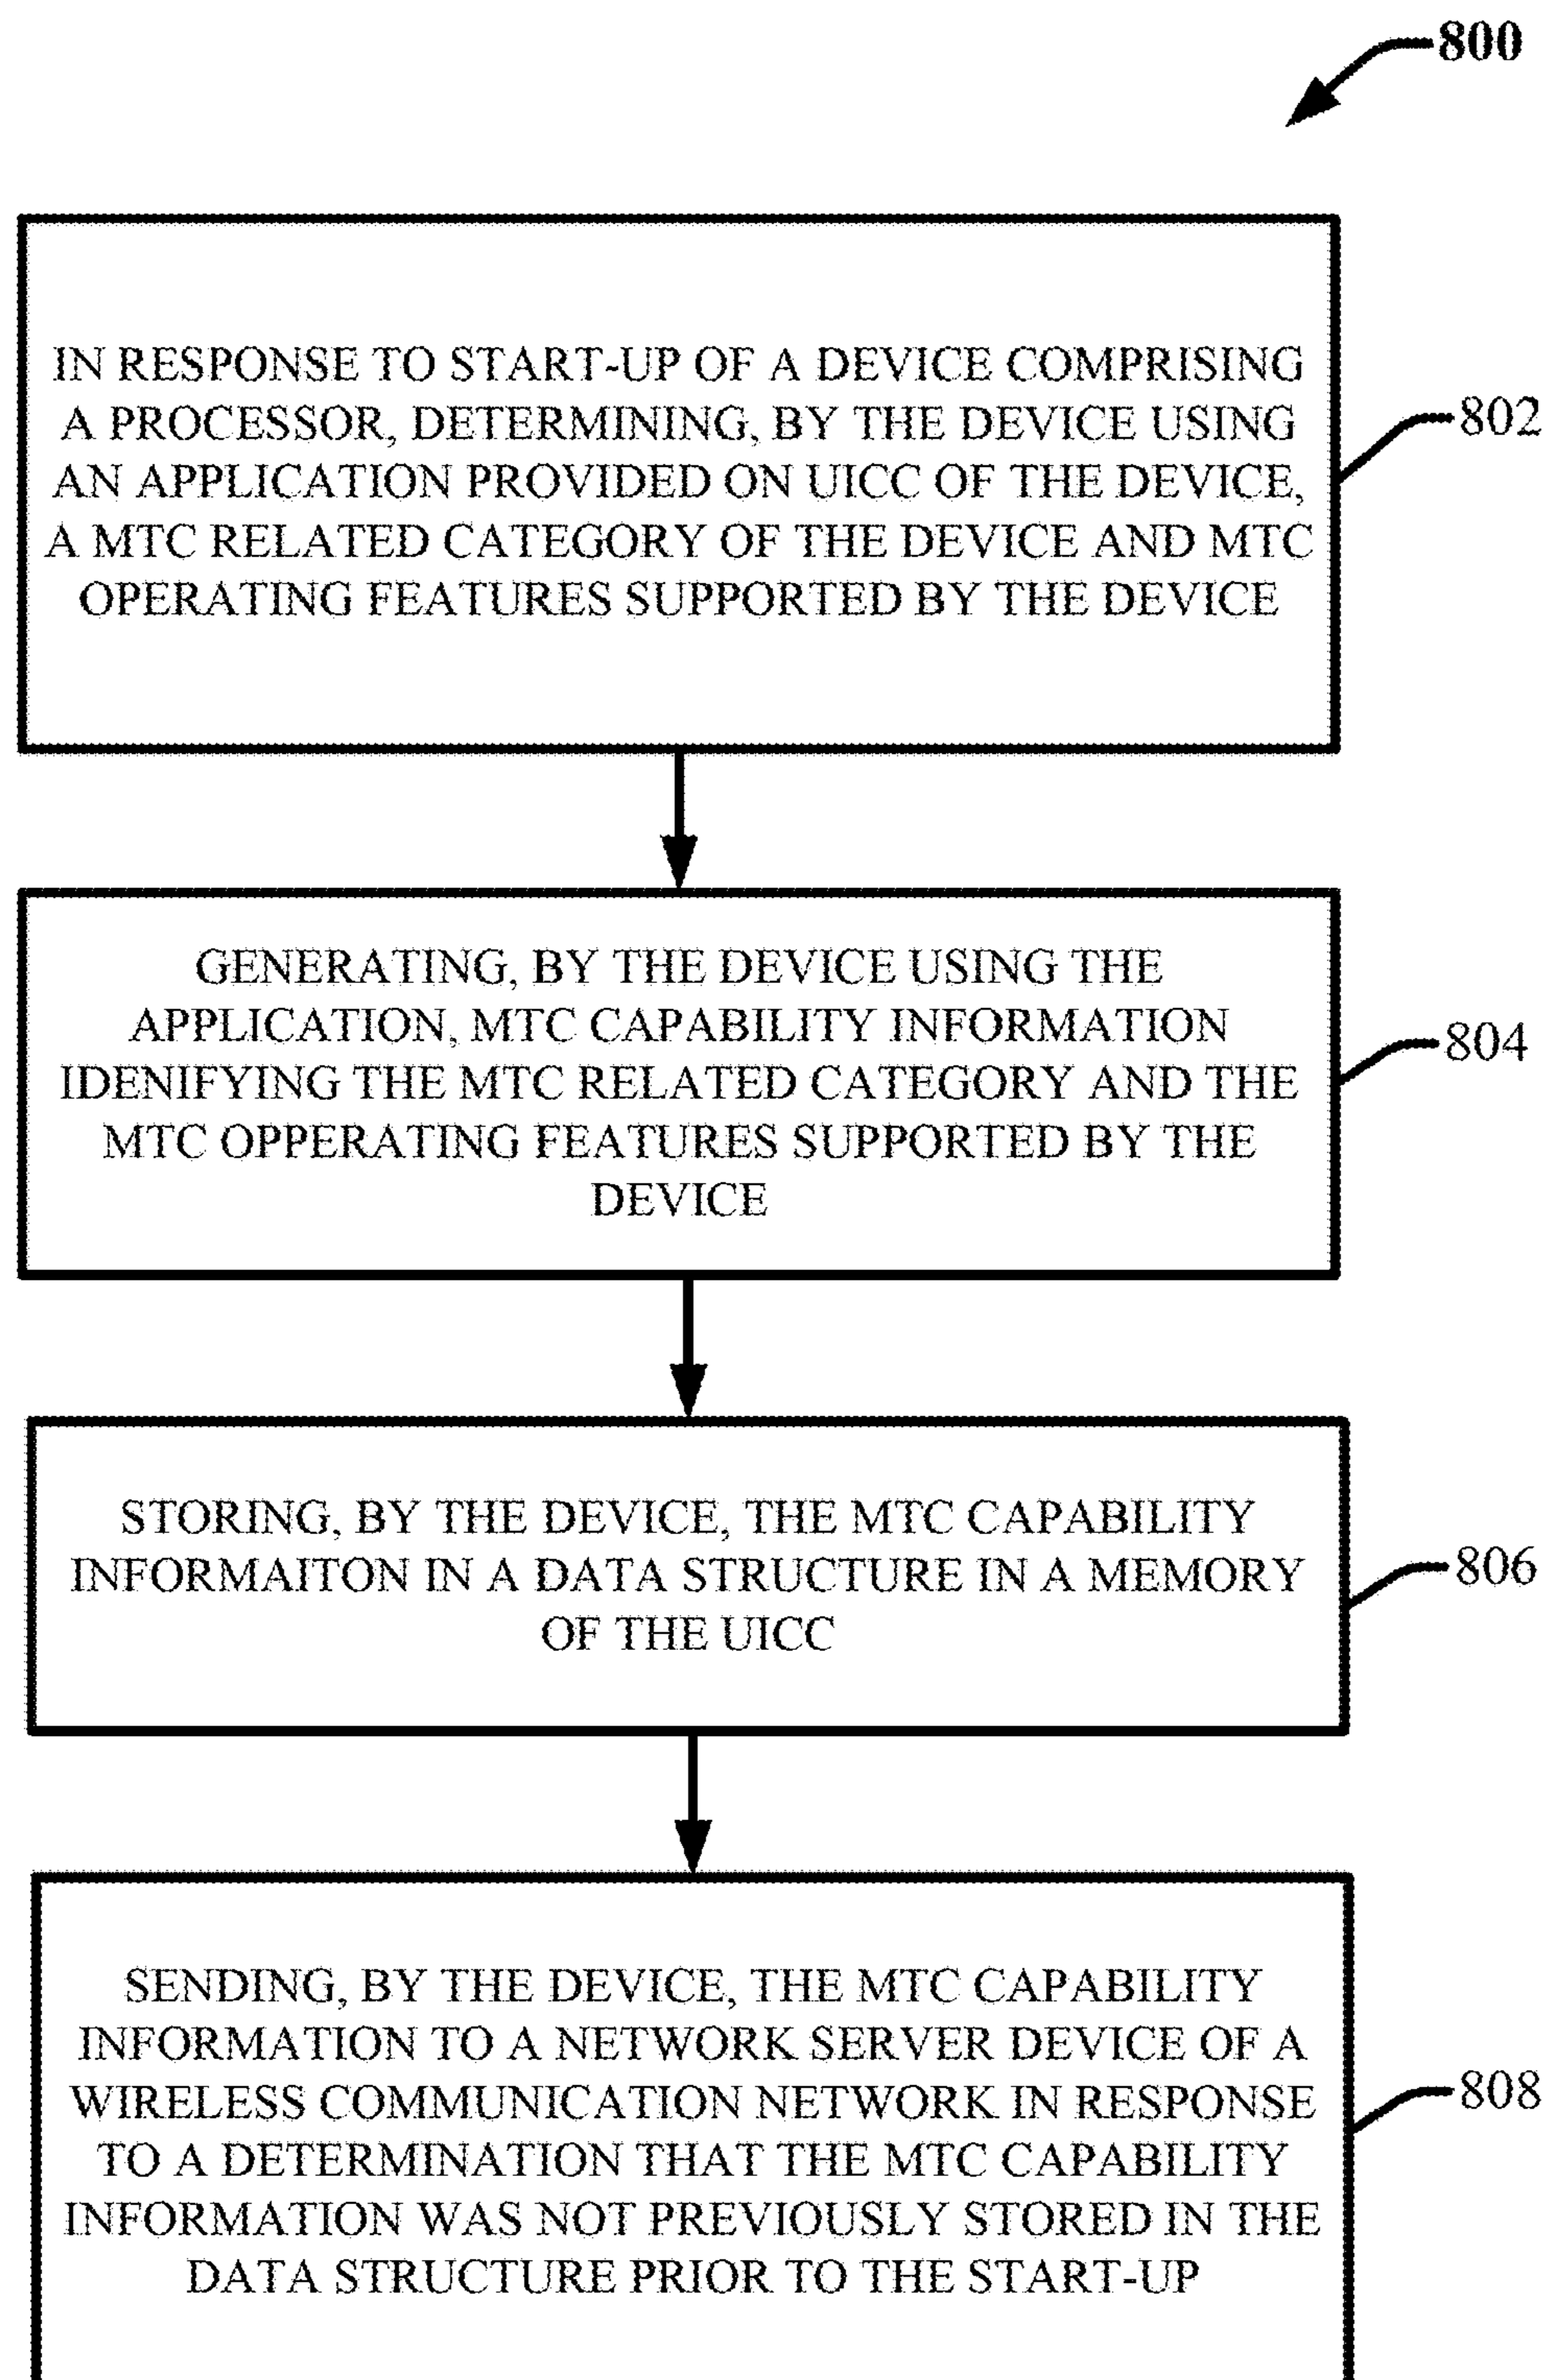 800
IN RESPONSE TO START-UP OF A DEVICE COMPRISING
A PROCESSOR, DETERMINING, BY THE DEVICE USING
AN APPLICATION PROVIDED ON UICC OF THE DEVICE,
A MTC RELATED CATEGORY OF THE DEVICE AND MTC
OPERATING FEATURES SUPPORTED BY THE DEVICE
802
GENERATING, BY THE DEVICE USING THE
APPLICATION, MTC CAPABILITY INFORMATION
IDENIFYING THE MTC RELATED CATEGORY AND THE
MTC OPPERATING FEATURES SUPPORTED BY THE
DEVICE
804
STORING, BY THE DEVICE, THE MTC CAPABILITY
INFORMAITON IN A DATA STRUCTURE IN A MEMORY
OF THE UICC
806
SENDING, BY THE DEVICE, THE MTC CAPABILITY
INFORMATION TO A NETWORK SERVER DEVICE OF A
WIRELESS COMMUNICATION NETWORK IN RESPONSE
TO A DETERMINATION THAT THE MTC CAPABILITY
INFORMATION WAS NOT PREVIOUSLY STORED IN THE
DATA STRUCTURE PRIOR TO THE START-UP
808